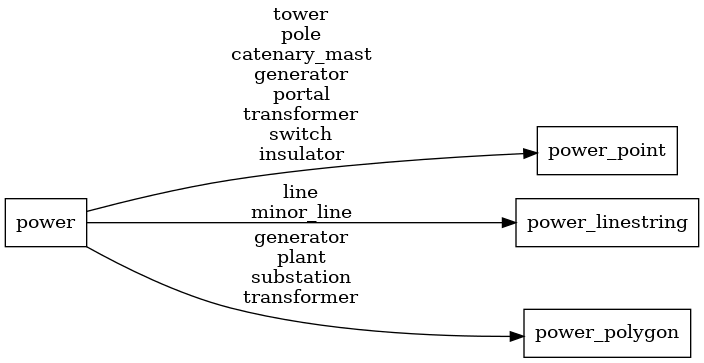 tower
pole
catenary_mast
generator
portal
transformer
switch
insulator
power_point
line
minor_line
power
power_linestring
generator
plant
substation
transformer
power_polygon